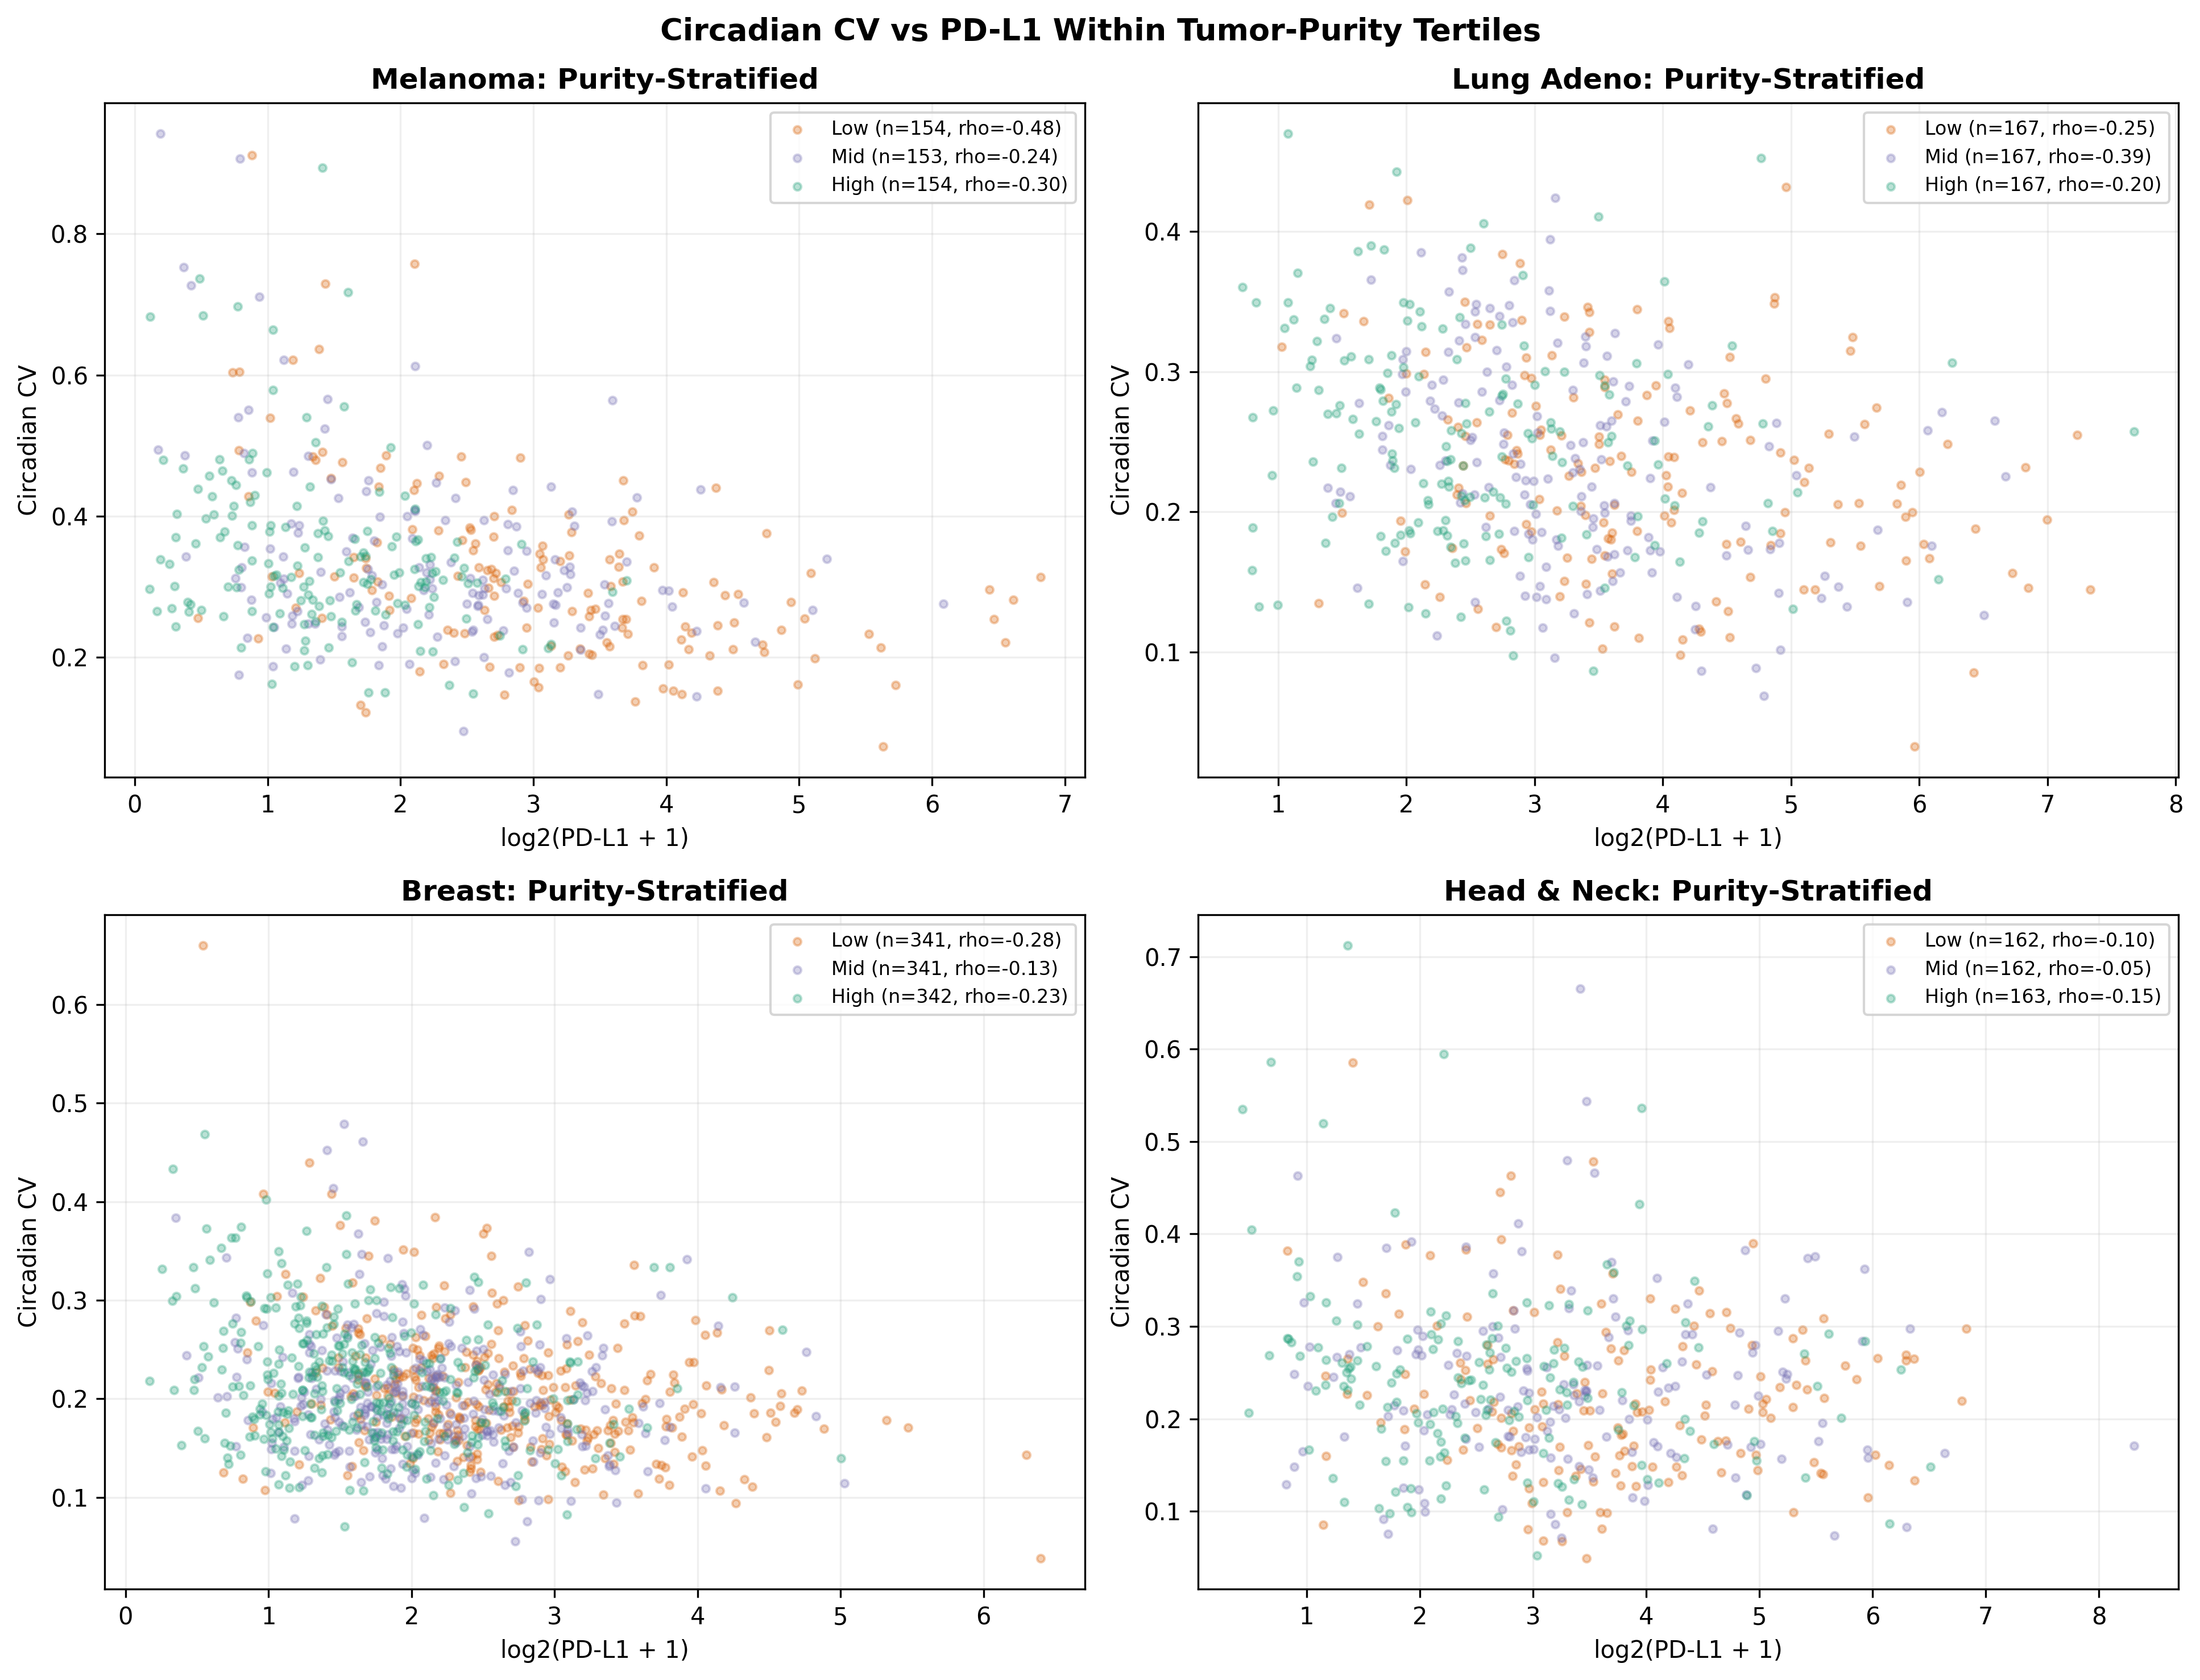 Circadian CV vs PD-L1 Within Tumor-Purity Tertiles
Melanoma: Purity-Stratified
Low (n=154, rho=-0.48)
Mid (n=153, rho=-0.24)
High (n=154, rho=-0.30)
0.8
0.6
0.4
0.2
Circadian CV
0 1 2 3 4 5 6 7
log2(PD-L1 + 1)
Lung Adeno: Purity-Stratified
Low (n=167, rho=-0.25)
Mid (n=167, rho=-0.39)
High (n=167, rho=-0.20)
0.4
0.3
0.2
0.1
Circadian CV
1 2 3 4 5 6 7 8
log2(PD-L1 + 1)
Breast: Purity-Stratified
Low (n=341, rho=-0.28)
Mid (n=341, rho=-0.13)
High (n=342, rho=-0.23)
0.6
0.5
0.4
0.3
0.2
0.1
Circadian CV
0 1 2 3 4 5 6
log2(PD-L1 + 1)
Head & Neck: Purity-Stratified
Low (n=162, rho=-0.10)
Mid (n=162, rho=-0.05)
High (n=163, rho=-0.15)
0.7
0.6
0.5
0.4
0.3
0.2
0.1
Circadian CV
1 2 3 4 5 6 7 8
log2(PD-L1 + 1)